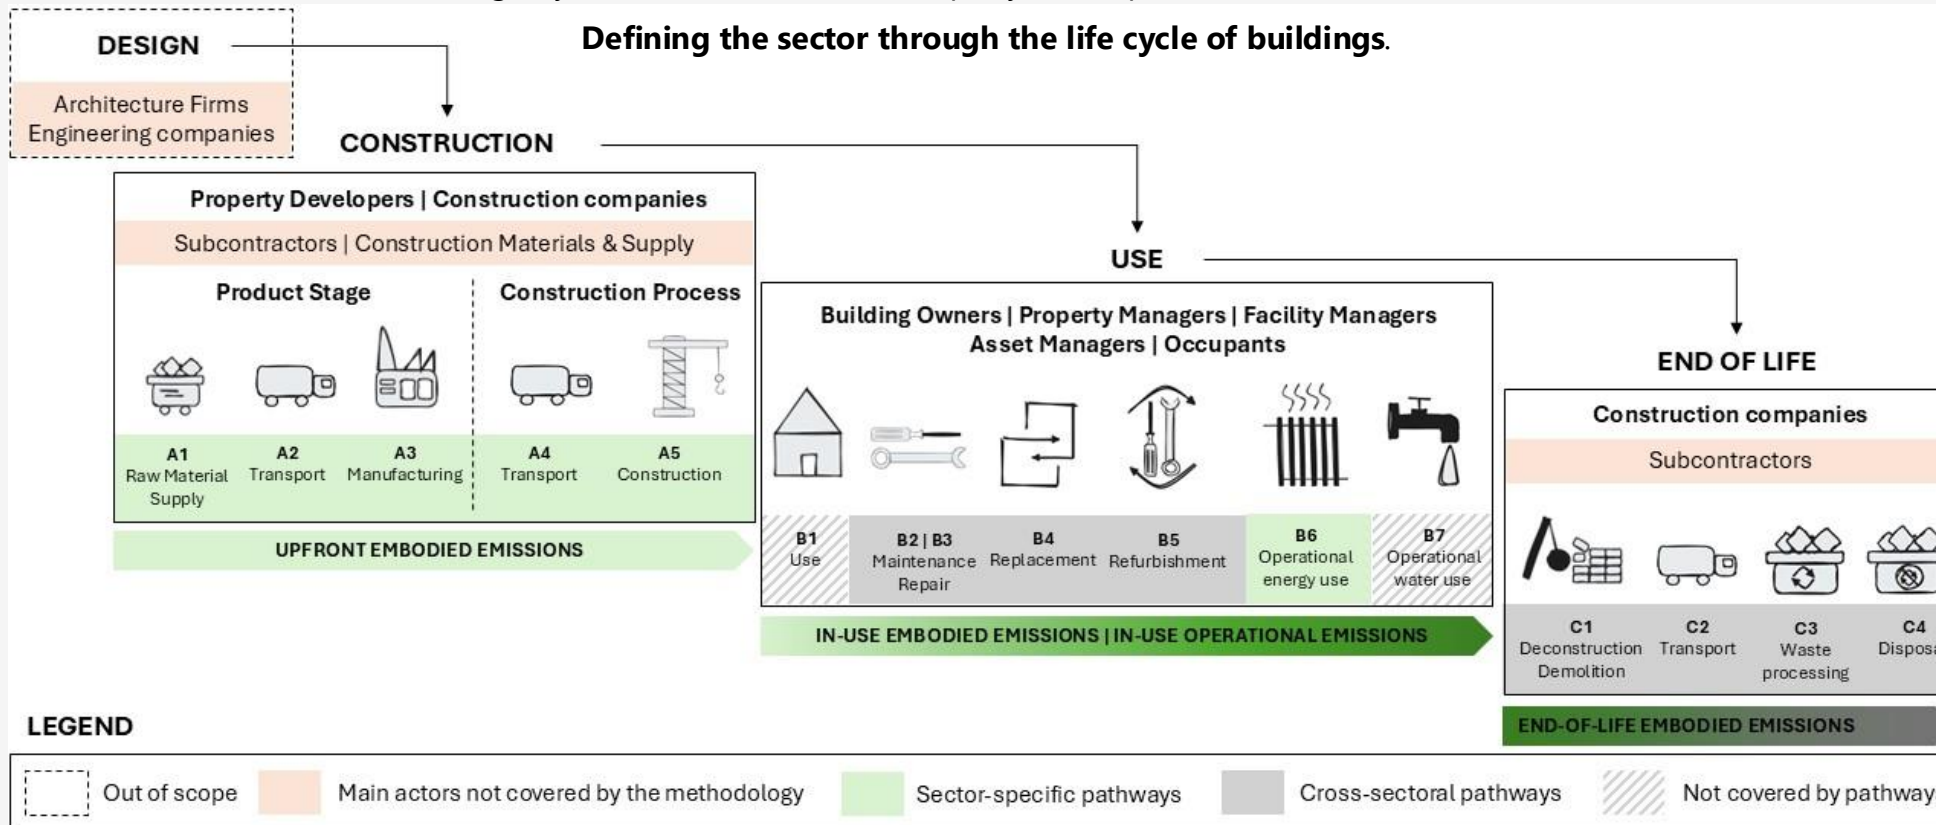 Defining the sector through the life cycle of buildings.
DESIGN
Architecture Firms
Engineering companies
CONSTRUCTION
Property Developers | Construction companies
Subcontractors | Construction Materials & Supply
Product Stage
Construction Process
A1
Raw Material
Supply
A2
Transport
A3
Manufacturing
A4
Transport
A5
Construction
UPFRONT EMBODIED EMISSIONS
USE
Building Owners | Property Managers | Facility Managers
Asset Managers | Occupants
B1
Use
B2 | B3
Maintenance
Repair
B4
Replacement
B5
Refurbishment
B6
Operational
energy use
B7
Operational
water use
IN-USE EMBODIED EMISSIONS | IN-USE OPERATIONAL EMISSIONS
END OF LIFE
Construction companies
Subcontractors
C1
Deconstruction
Demolition
C2
Transport
C3
Waste
processing
C4
END-OF-LIFE EMBODIED EMISSIONS
LEGEND
Out of scope
Main actors not covered by the methodology
Sector-specific pathways
Cross-sectoral pathways
Not covered by